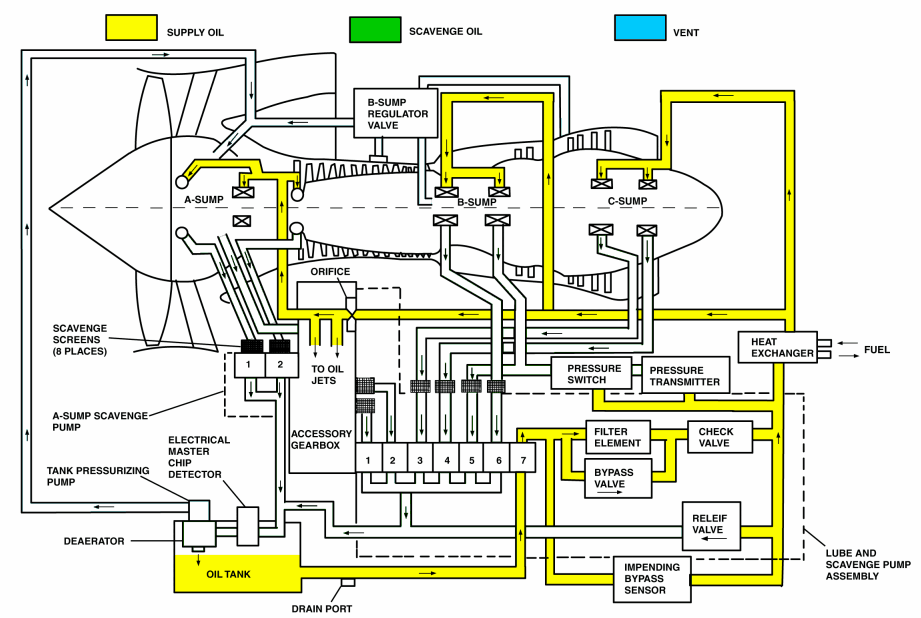 SUPPLY OIL
SCAVENGE OIL
VENT
B-SUMP
REGULATOR
VALVE
A-SUMP
B-SUMP
C-SUMP
ORIFICE
SCAVENGE
SCREENS
(8 PLACES)
1 2
TO OIL
JETS
HEAT
EXCHANGER
FUEL
PRESSURE
SWITCH
PRESSURE
TRANSMITTER
A-SUMP SCAVENGE
PUMP
ACCESSORY
GEARBOX
ELECTRICAL
MASTER
CHIP
DETECTOR
FILTER
ELEMENT
CHECK
VALVE
1 2 3 4 5 6 7
BYPASS
VALVE
TANK PRESSURIZING
PUMP
RELEIF
VALVE
DEAERATOR
OIL TANK
IMPENDING
BYPASS
SENSOR
LUBE AND
SCAVENGE PUMP
ASSEMBLY
DRAIN PORT